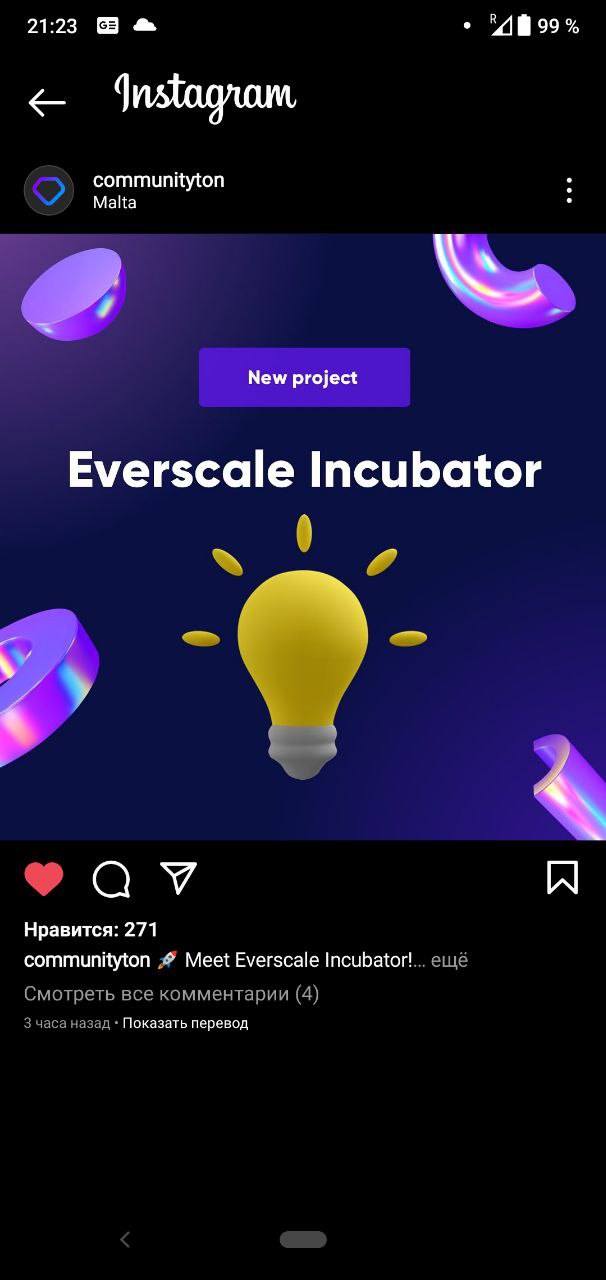 21:23
GE
R
99 %
Instagram
communityton
Malta
New project
Everscale Incubator
Нравится: 271
communityton 🚀 Meet Everscale Incubator!... ещё
Смотреть все комментарии (4)
3 часа назад • Показать перевод